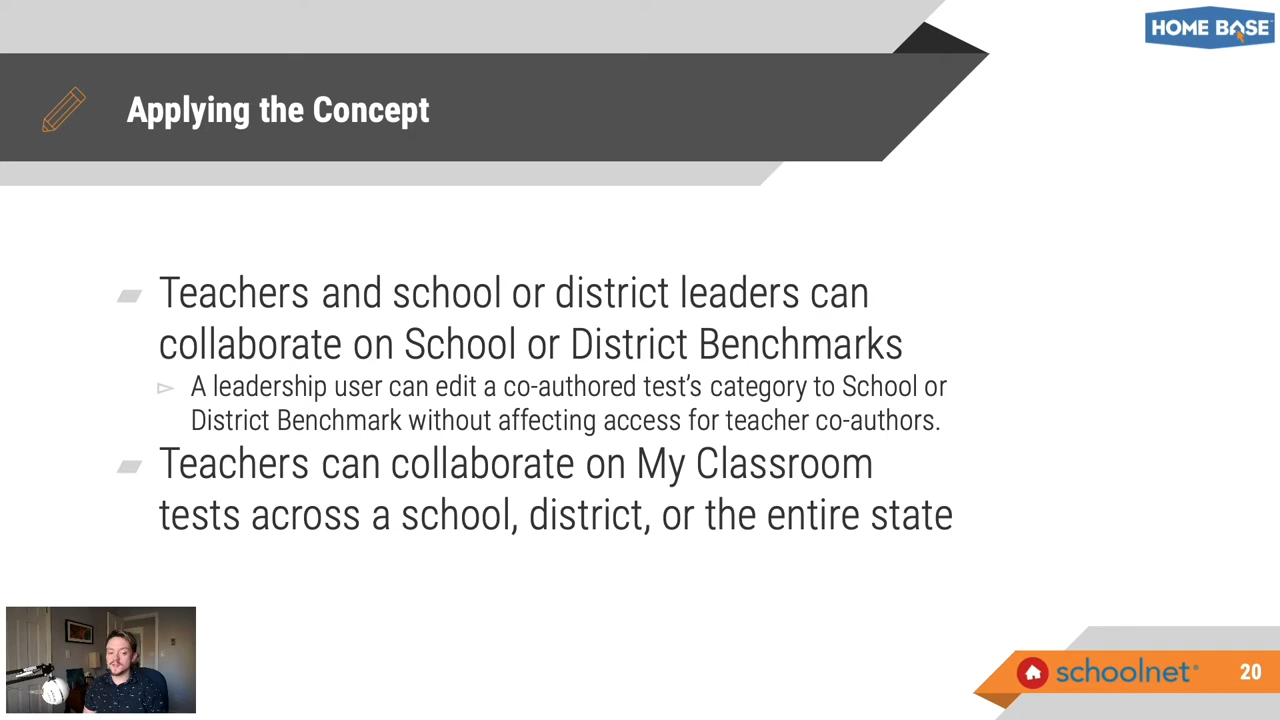 HOME BASE
Applying the Concept
Teachers and school or district leaders can
collaborate on School or District Benchmarks
A leadership user can edit a co-authored test's category to School or
District Benchmark without affecting access for teacher co-authors.
Teachers can collaborate on My Classroom
tests across a school, district, or the entire state
schoolnet
20